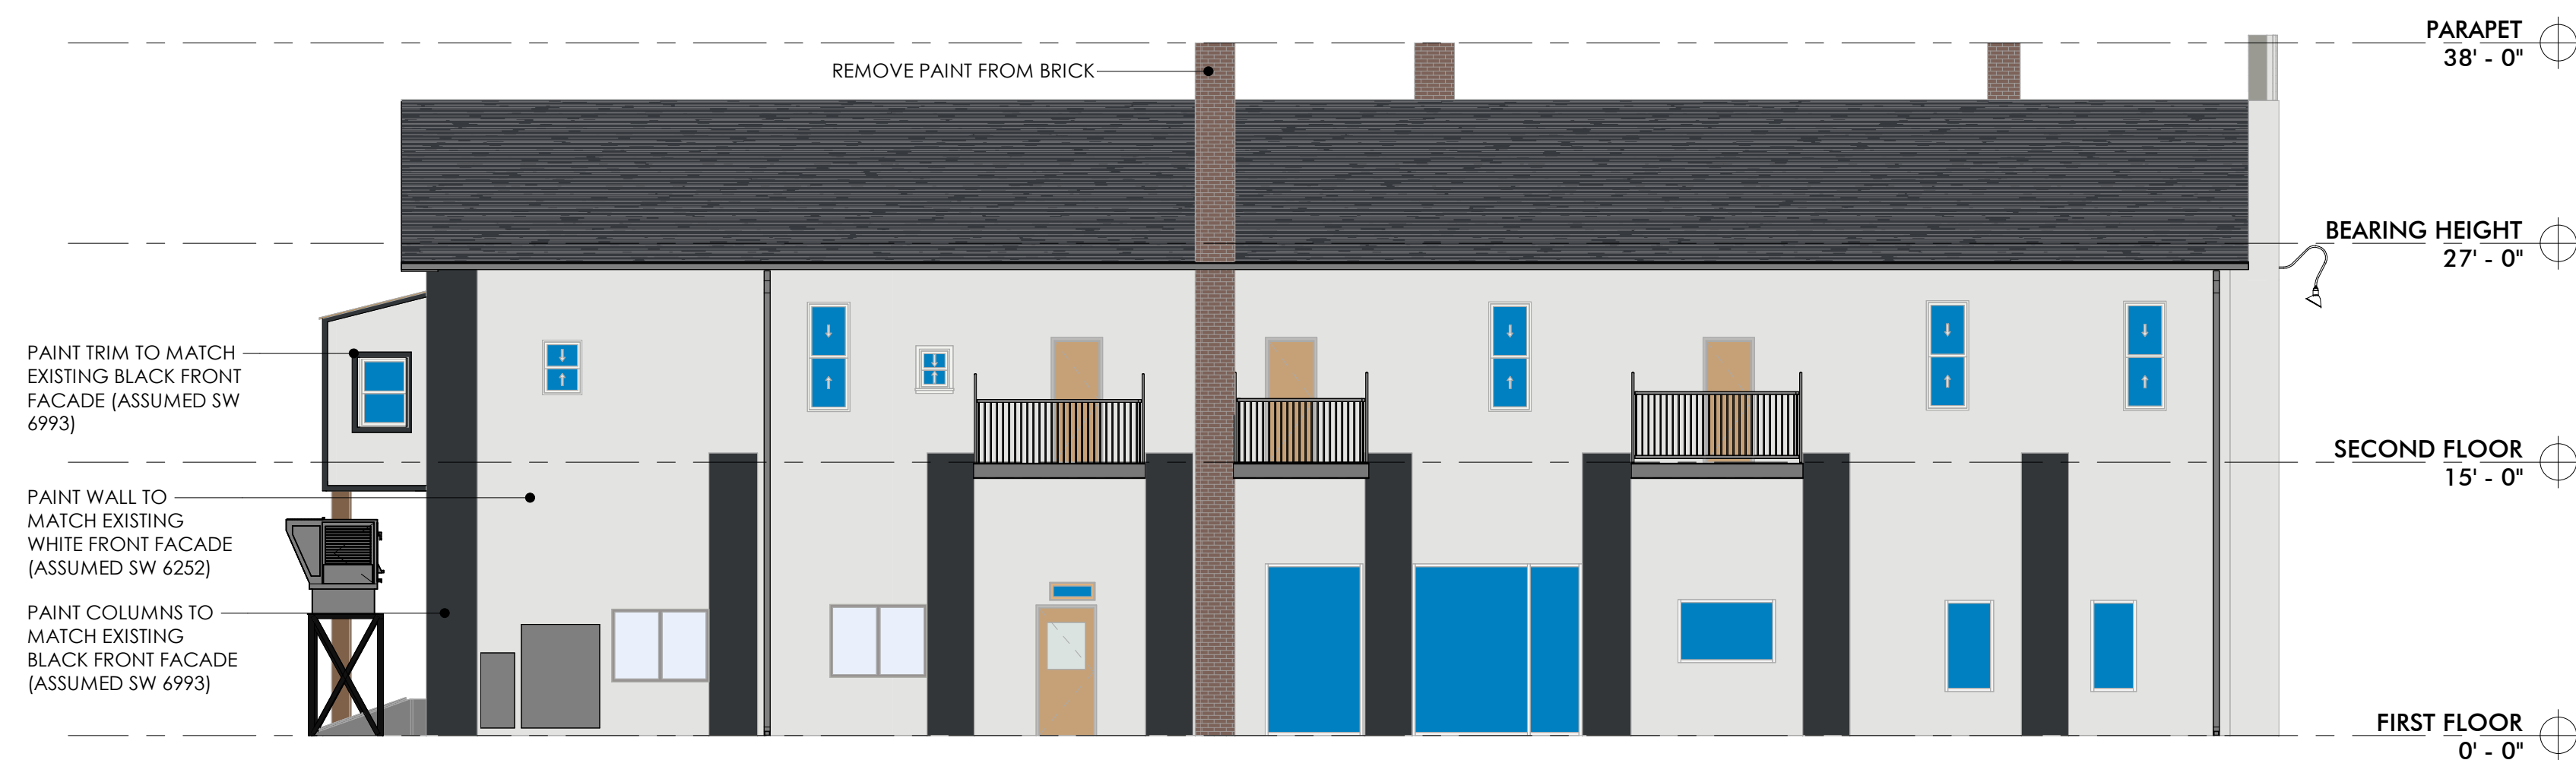 PARAPET
38' - 0"
REMOVE PAINT FROM BRICK
BEARING HEIGHT
27' - 0"
PAINT TRIM TO MATCH
EXISTING BLACK FRONT
FACADE (ASSUMED SW
6993)
SECOND FLOOR
15' - 0"
PAINT WALL TO
MATCH EXISTING
WHITE FRONT FACADE
(ASSUMED SW 6252)
PAINT COLUMNS TO
MATCH EXISTING
BLACK FRONT FACADE
(ASSUMED SW 6993)
FIRST FLOOR
0' - 0"